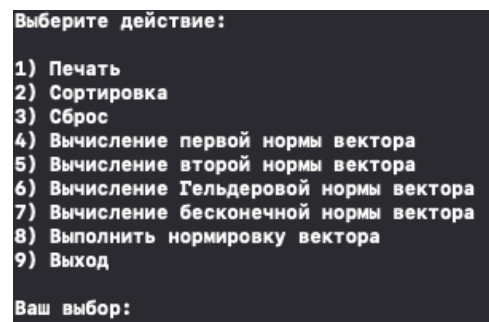 Выберите действие:
1) Печать
2) Сортировка
3) Сброс
4) Вычисление первой нормы вектора
5) Вычисление второй нормы вектора
6) Вычисление Гельдеровой нормы вектора
7) Вычисление бесконечной нормы вектора
8) Выполнить нормировку вектора
9) Выход
Ваш выбор: